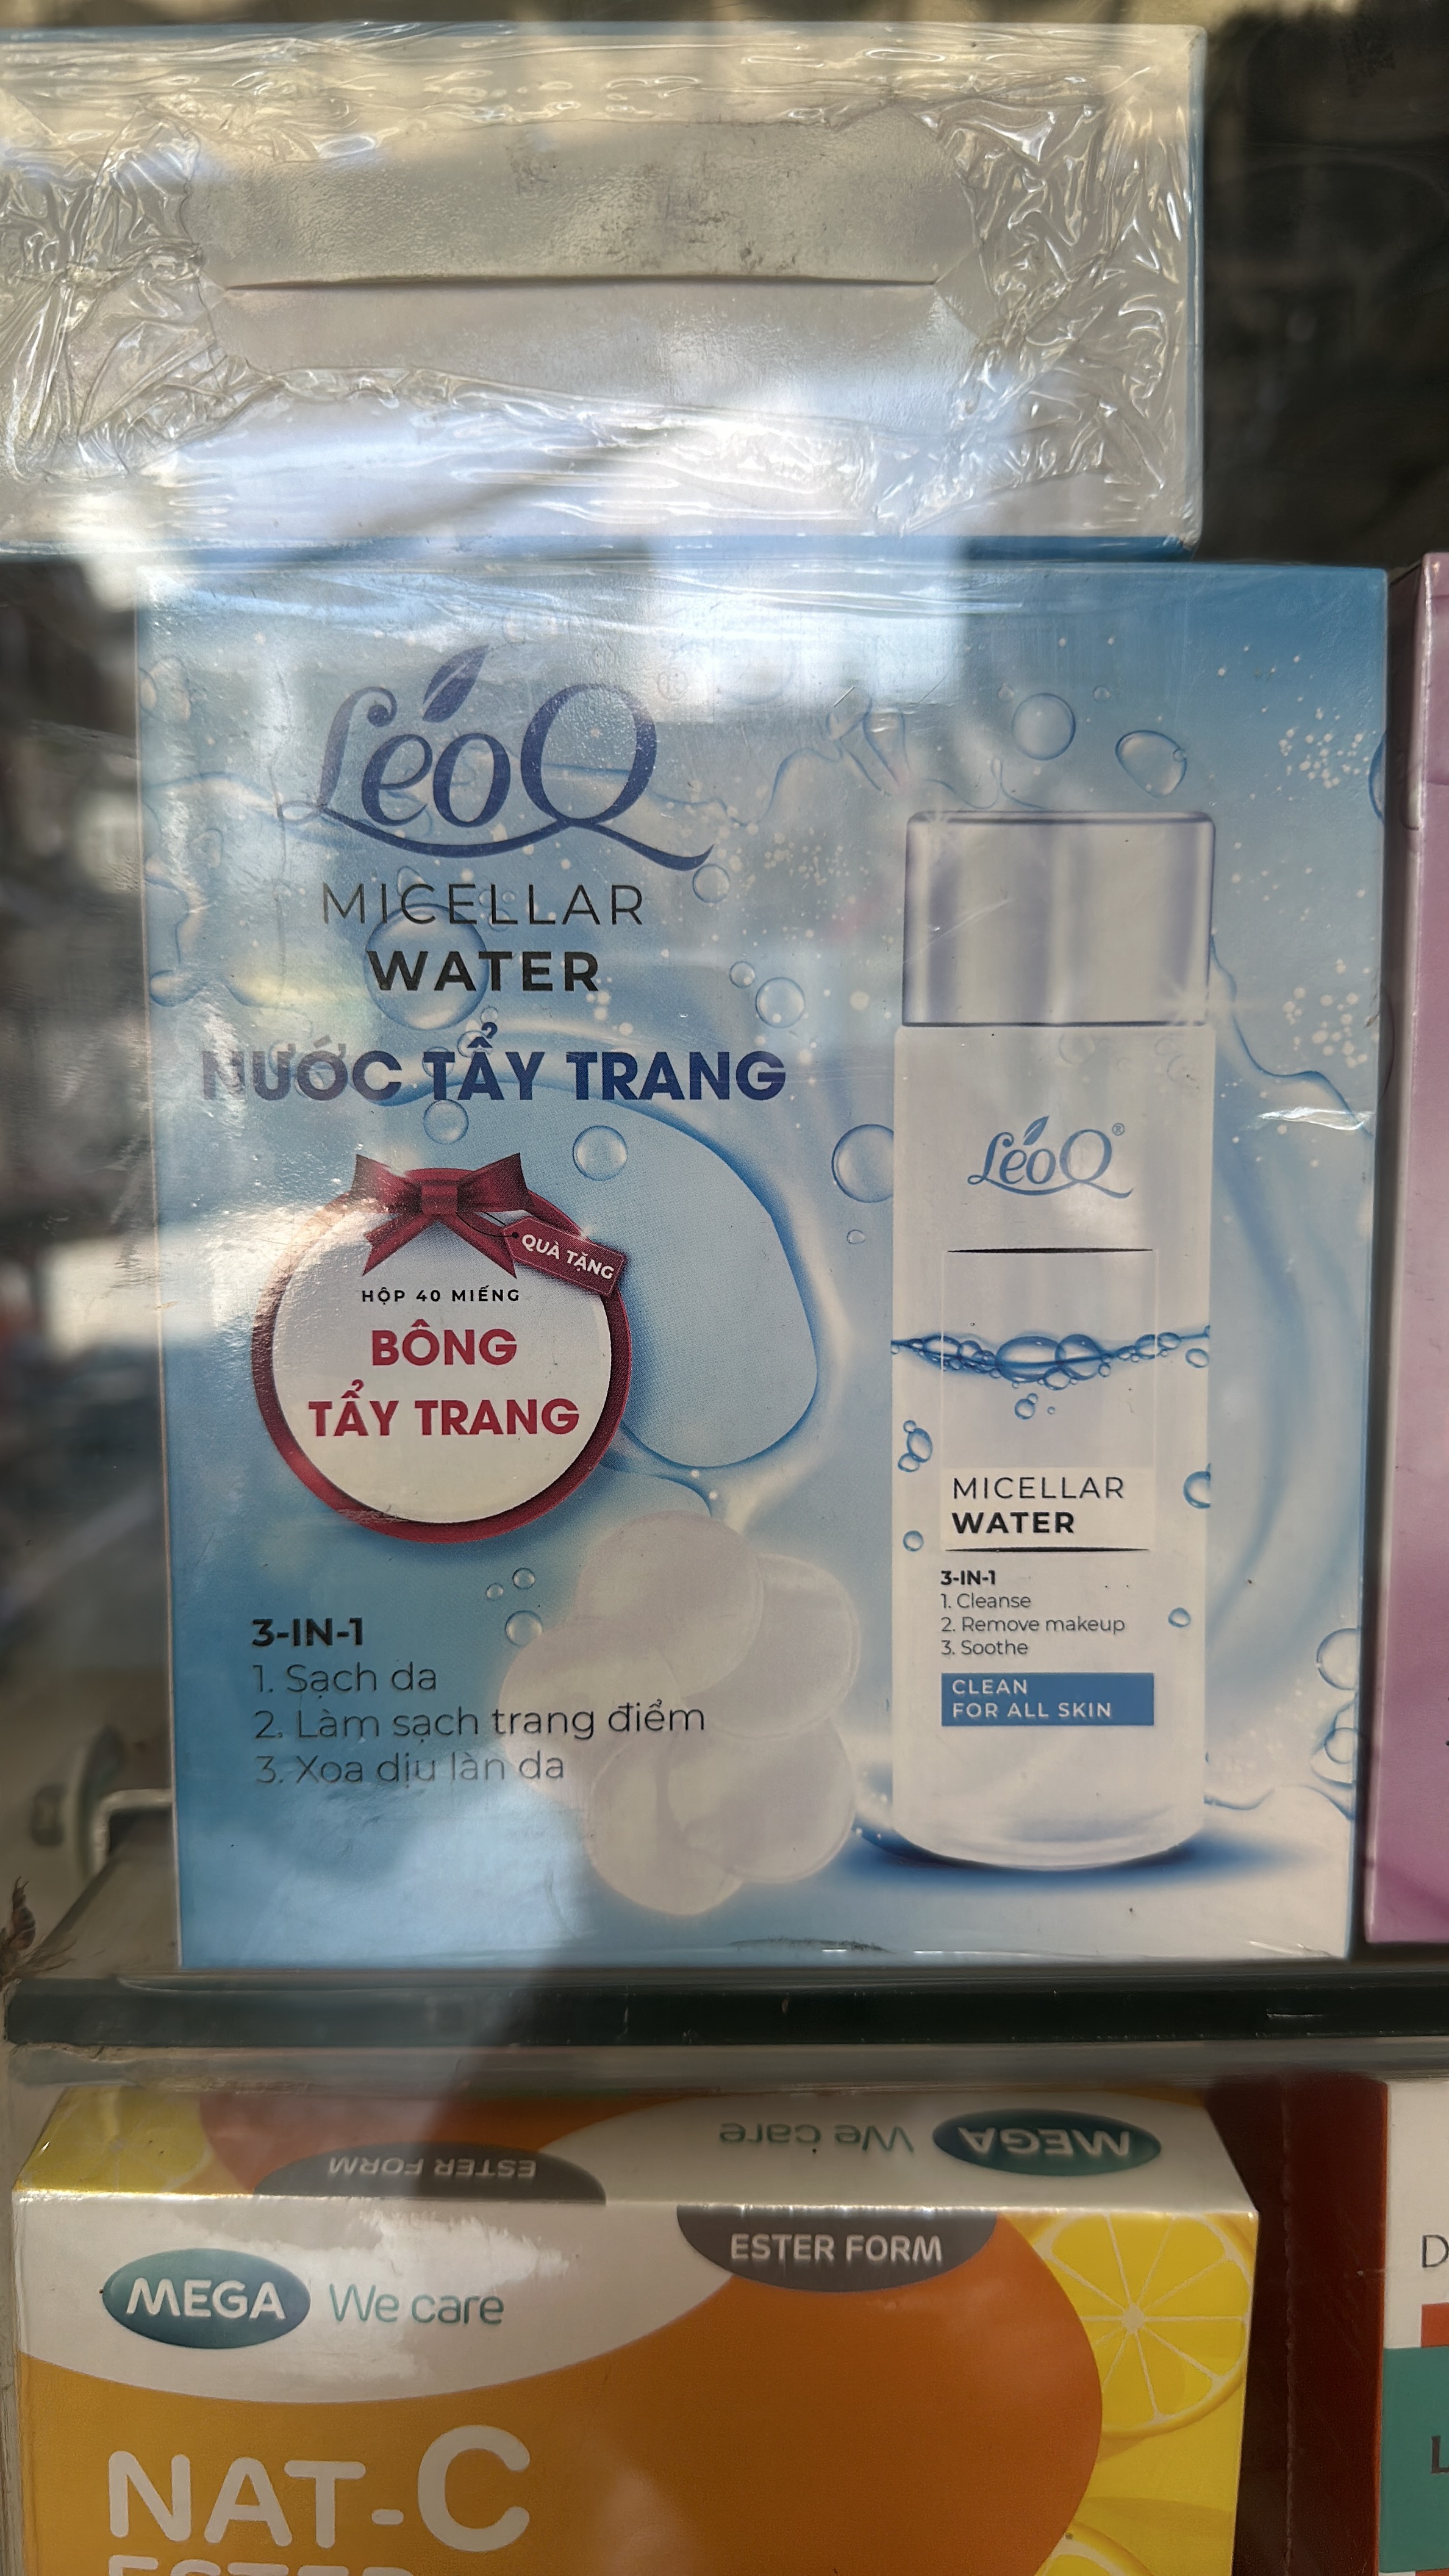 LéoQ ®
MICELLAR
WATER
NƯỚC TẨY TRANG
QUÀ TẶNG
HỘP 40 MIẾNG
BÔNG
TẨY TRANG
3-IN-1
1. Sạch da
2. Làm sạch trang điểm
3. Xoa dịu làn da
LéoQ ®
MICELLAR
WATER
3-IN-1
1. Cleanse
2. Remove makeup
3. Soothe
CLEAN
FOR ALL SKIN
MEGA We care
ESTER FORM
ESTER FORM
MEGA We care
NAT-C